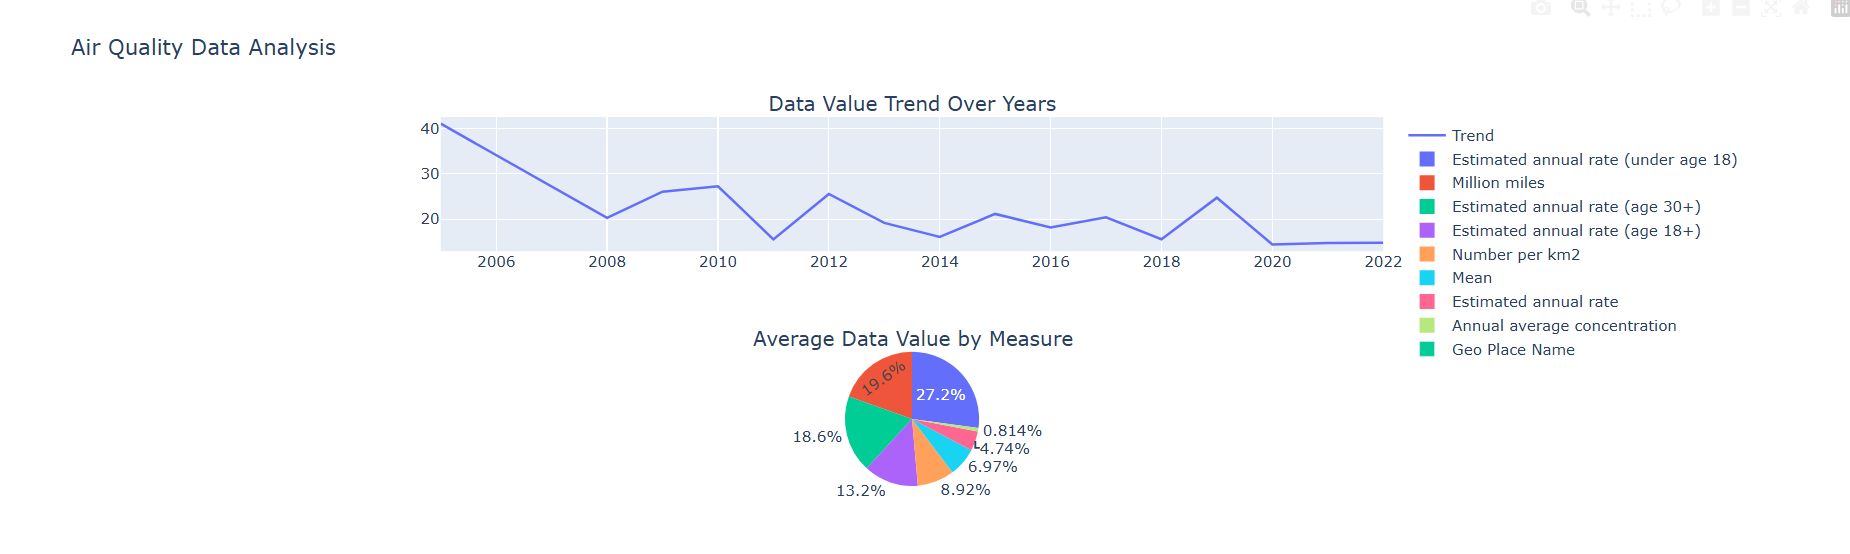 Air Quality Data Analysis
Data Value Trend Over Years
40
30
20
2006 2008 2010 2012 2014 2016 2018 2020 2022
Trend
Estimated annual rate (under age 18)
Million miles
Estimated annual rate (age 30+)
Estimated annual rate (age 18+)
Number per km2
Mean
Estimated annual rate
Annual average concentration
Geo Place Name
Average Data Value by Measure
19.6%
27.2%
0.814%
18.6%
4.74%
6.97%
13.2%
8.92%